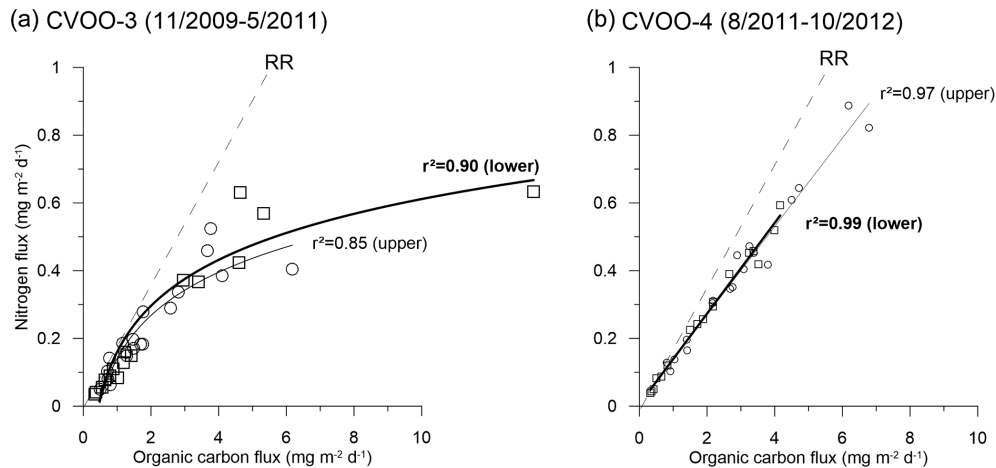 (a) CVOO-3 (11/2009-5/2011)
RR
1
0.8
0.6
0.4
0.2
0
Nitrogen flux (mg m⁻² d⁻¹)
r²=0.90 (lower)
r²=0.85 (upper)
0 2 4 6 8 10
Organic carbon flux (mg m⁻² d⁻¹)
(b) CVOO-4 (8/2011-10/2012)
RR
1
0.8
0.6
0.4
0.2
0
r²=0.97 (upper)
r²=0.99 (lower)
0 2 4 6 8 10
Organic carbon flux (mg m⁻² d⁻¹)